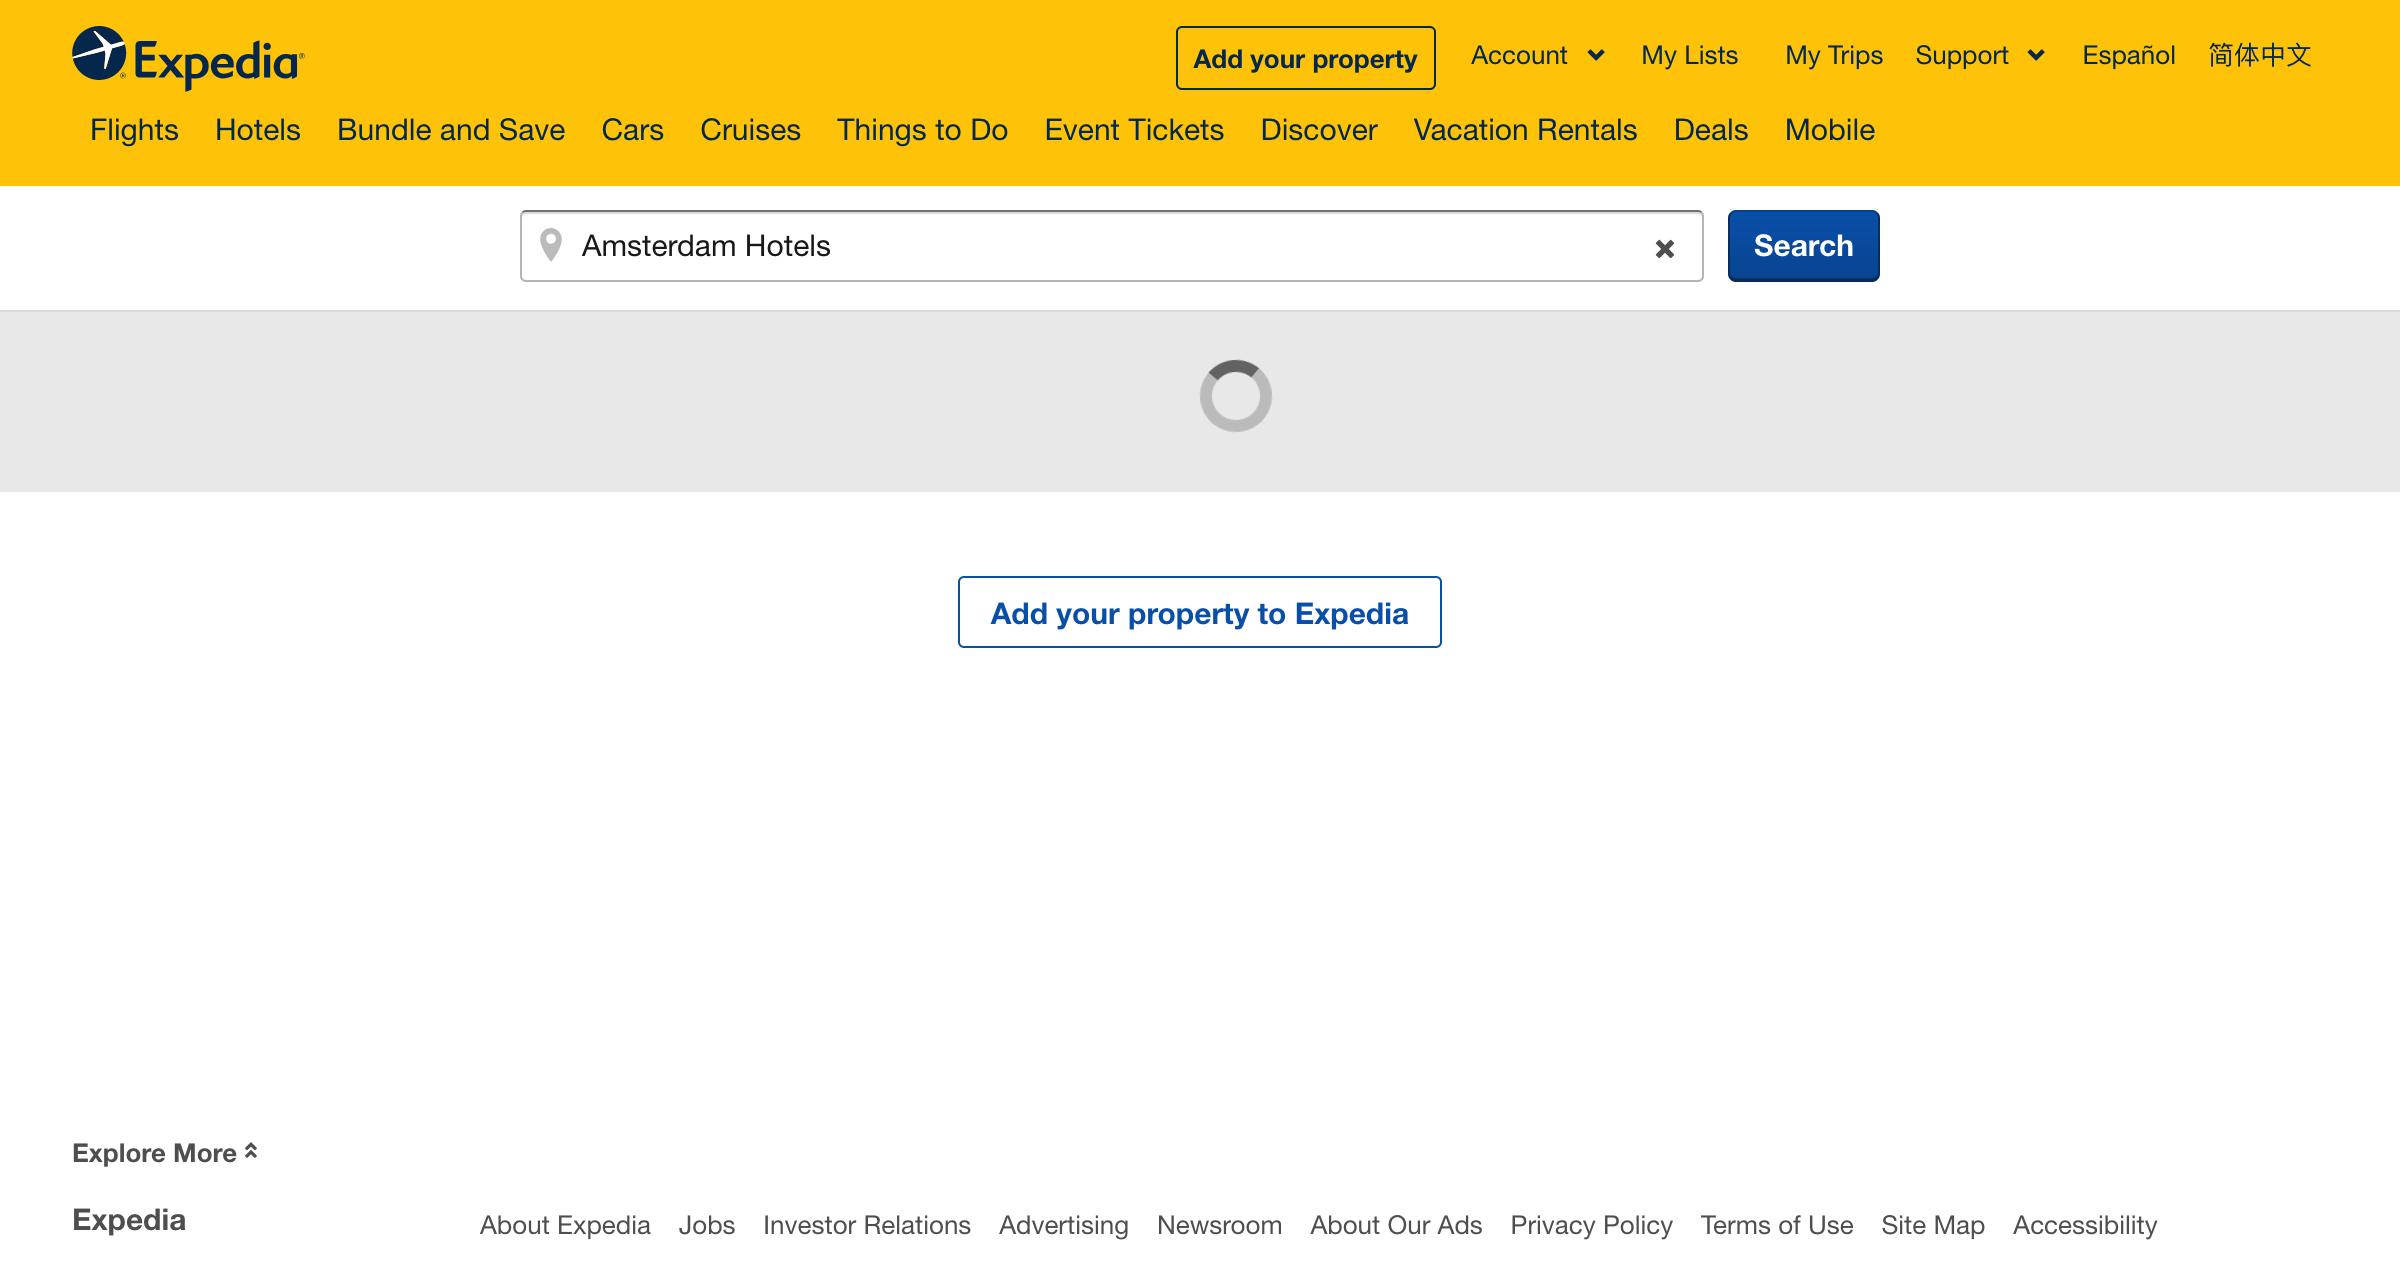 Expedia
Add your property Account My Lists My Trips Support Español 简体中文
Flights Hotels Bundle and Save Cars Cruises Things to Do Event Tickets Discover Vacation Rentals Deals Mobile
Amsterdam Hotels
Search
Add your property to Expedia
Explore More
Expedia
About Expedia Jobs Investor Relations Advertising Newsroom About Our Ads Privacy Policy Terms of Use Site Map Accessibility